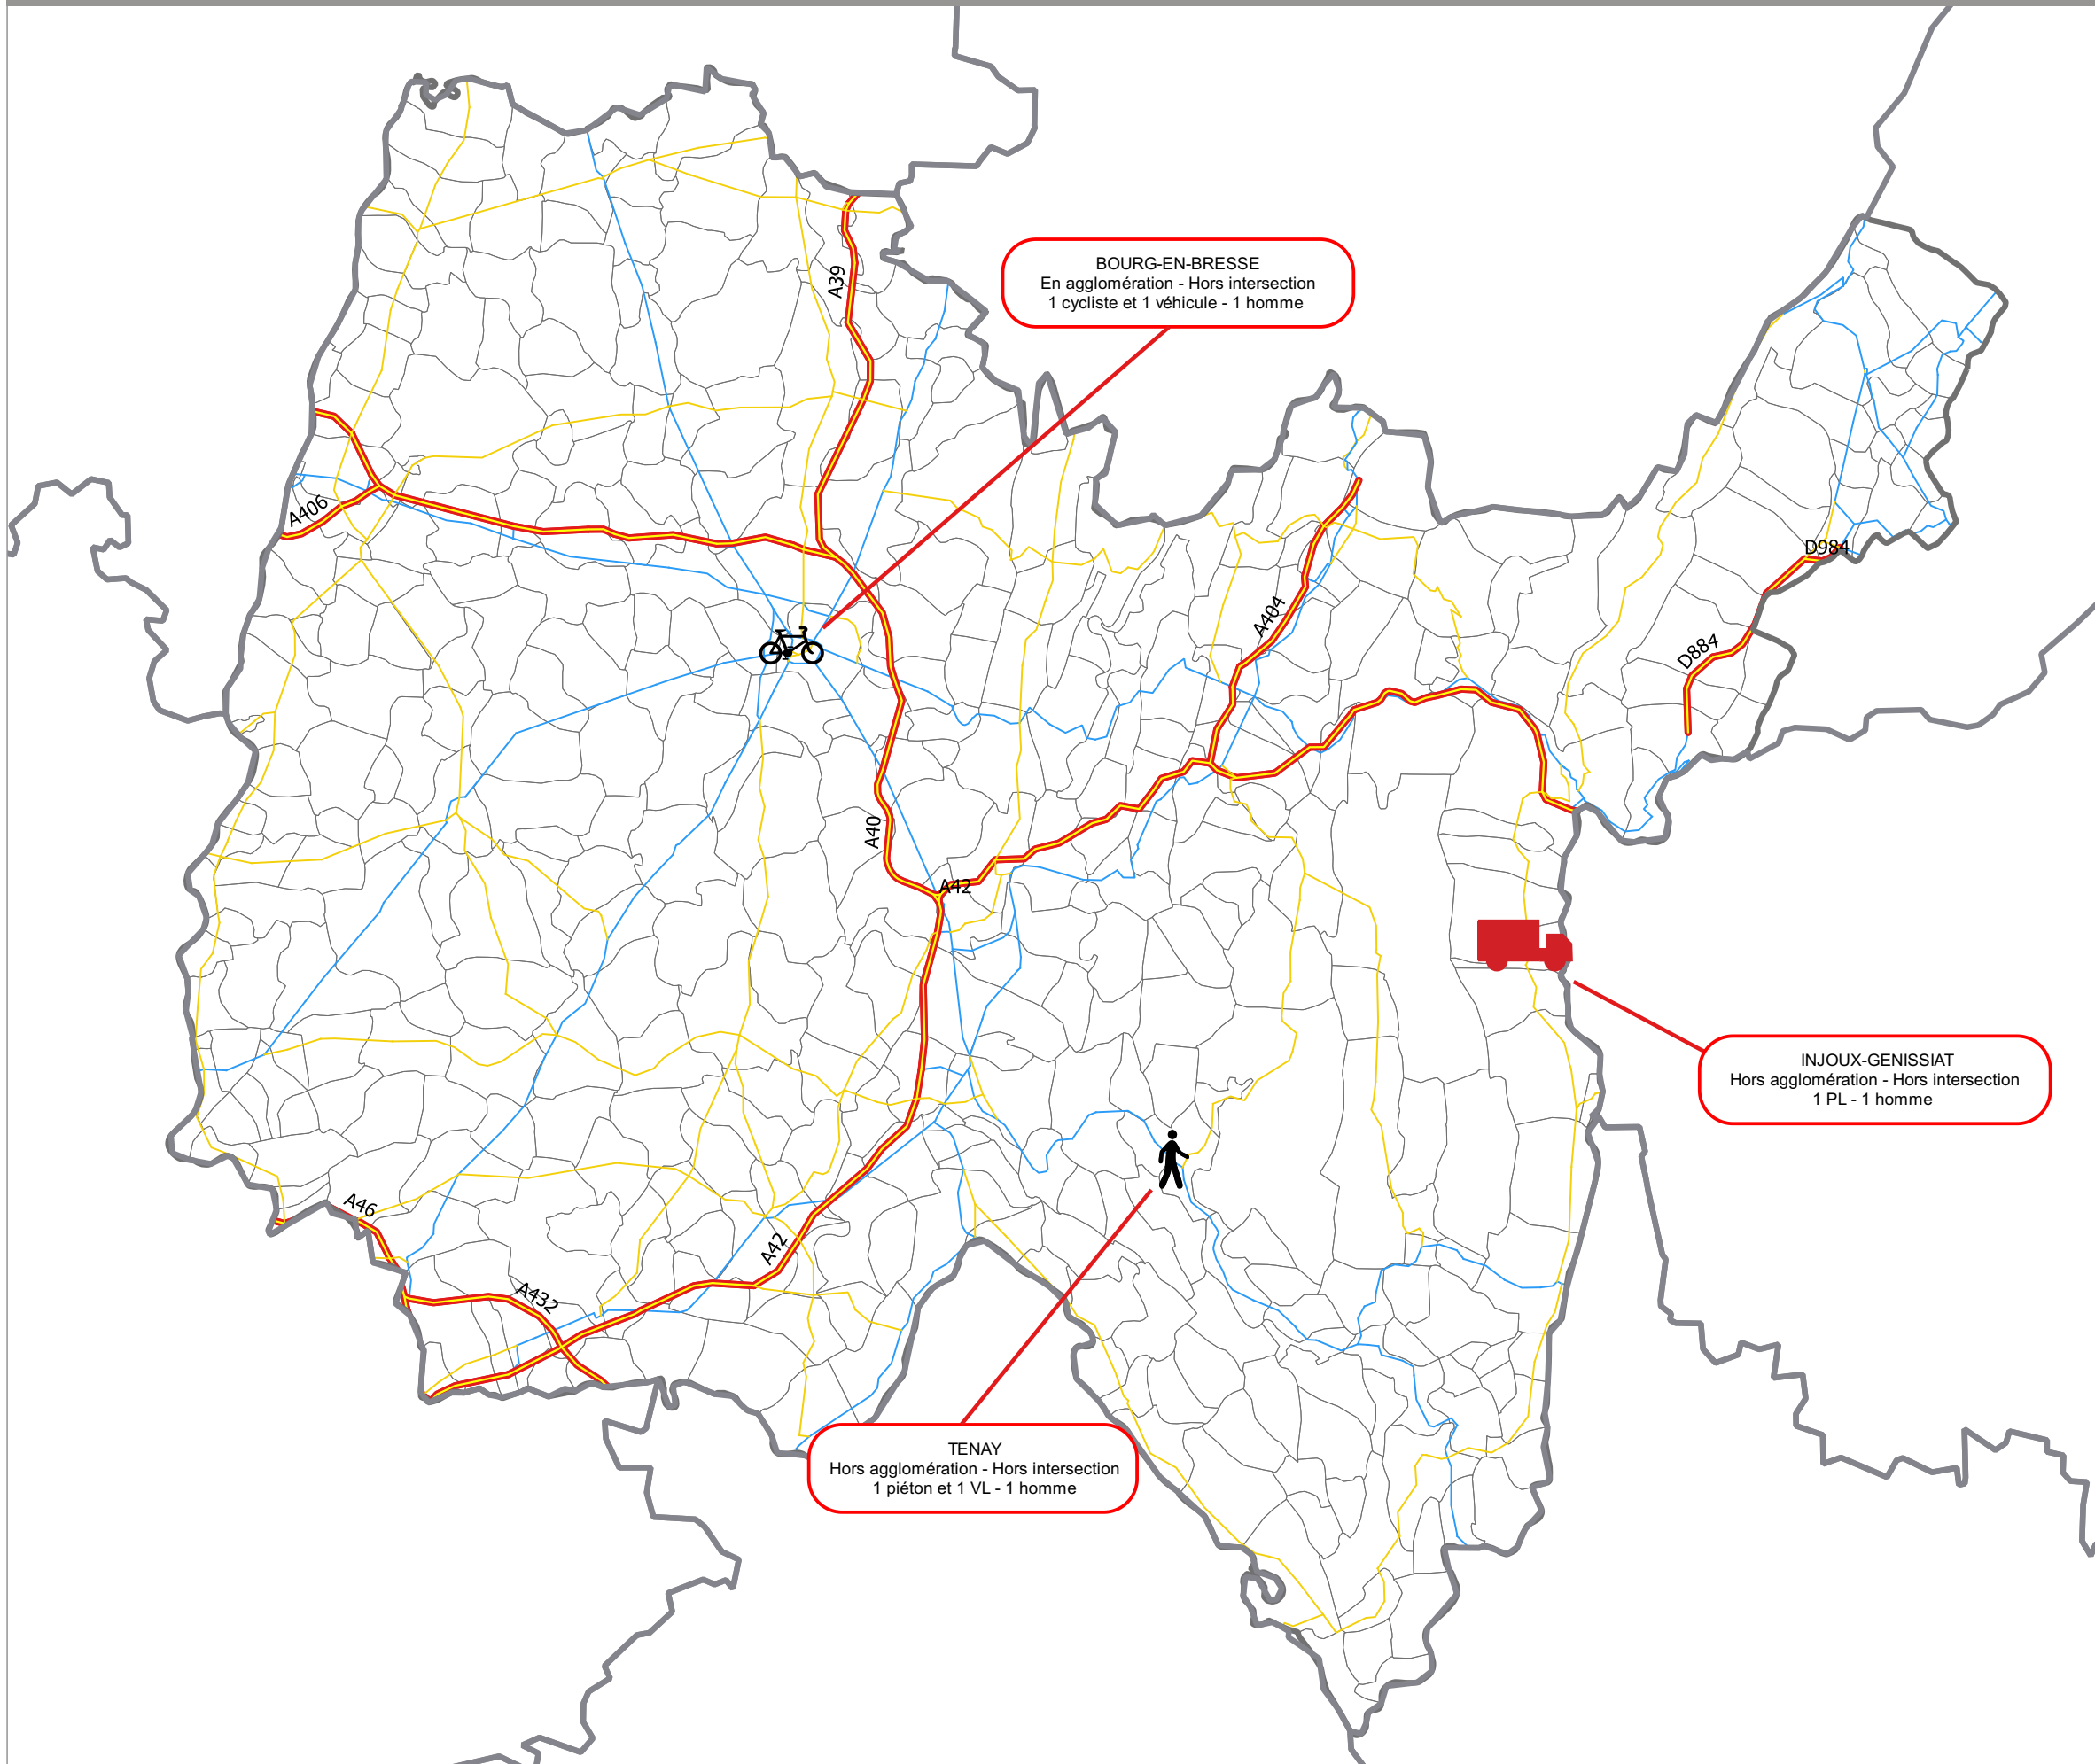 A39
BOURG-EN-BRESSE
En agglomération - Hors intersection
1 cycliste et 1 véhicule - 1 homme
A406
D984
A404
D884
A40
A42
INJOUX-GENISSIAT
Hors agglomération - Hors intersection
1 PL - 1 homme
A46
A42
A432
TENAY
Hors agglomération - Hors intersection
1 piéton et 1 VL - 1 homme